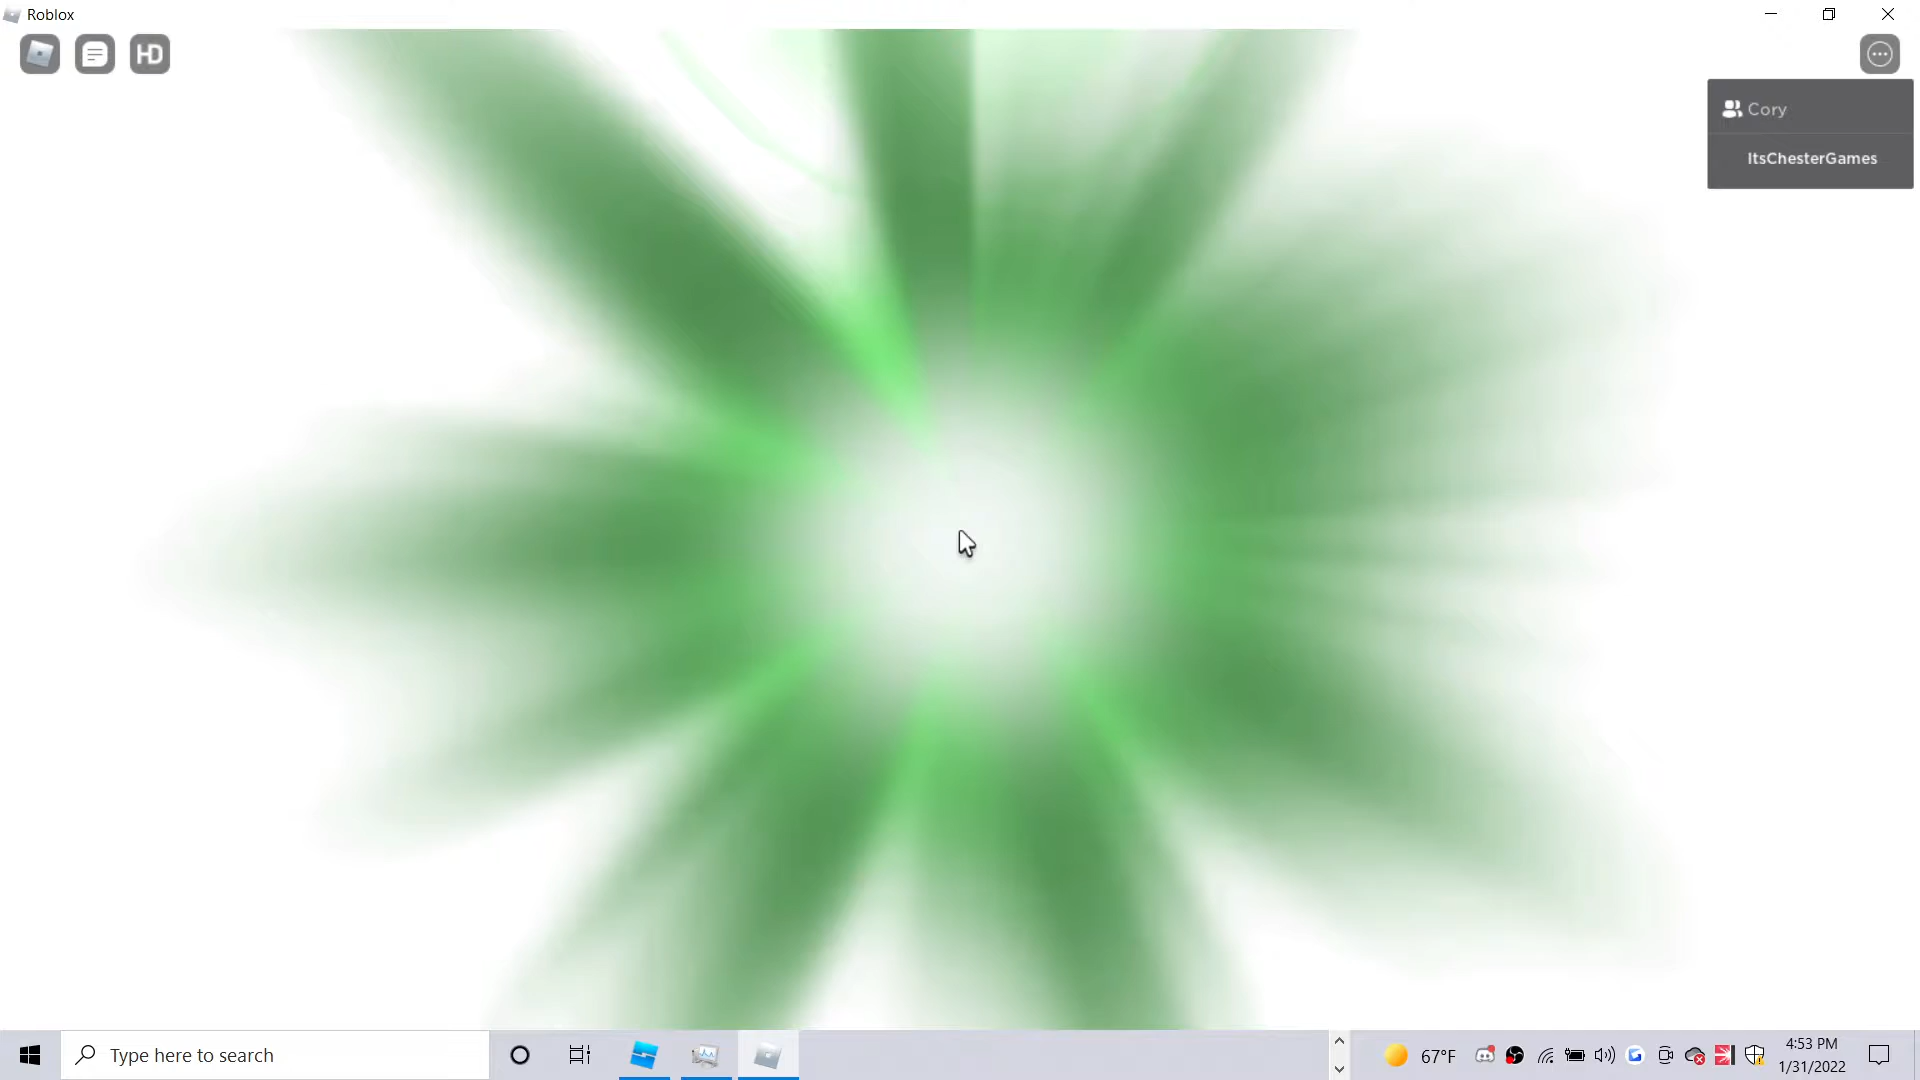 Roblox
HD
Cory
ItsChesterGames
Type here to search
67°F
4:53 PM
1/31/2022